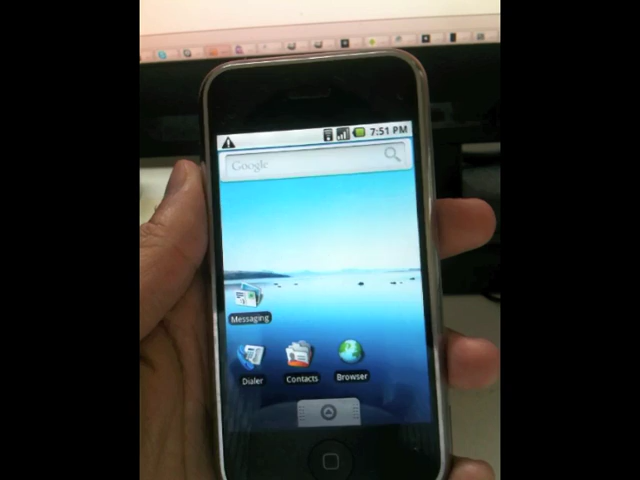 7:51 PM
Google
Messaging
Dialer
Contacts
Browser